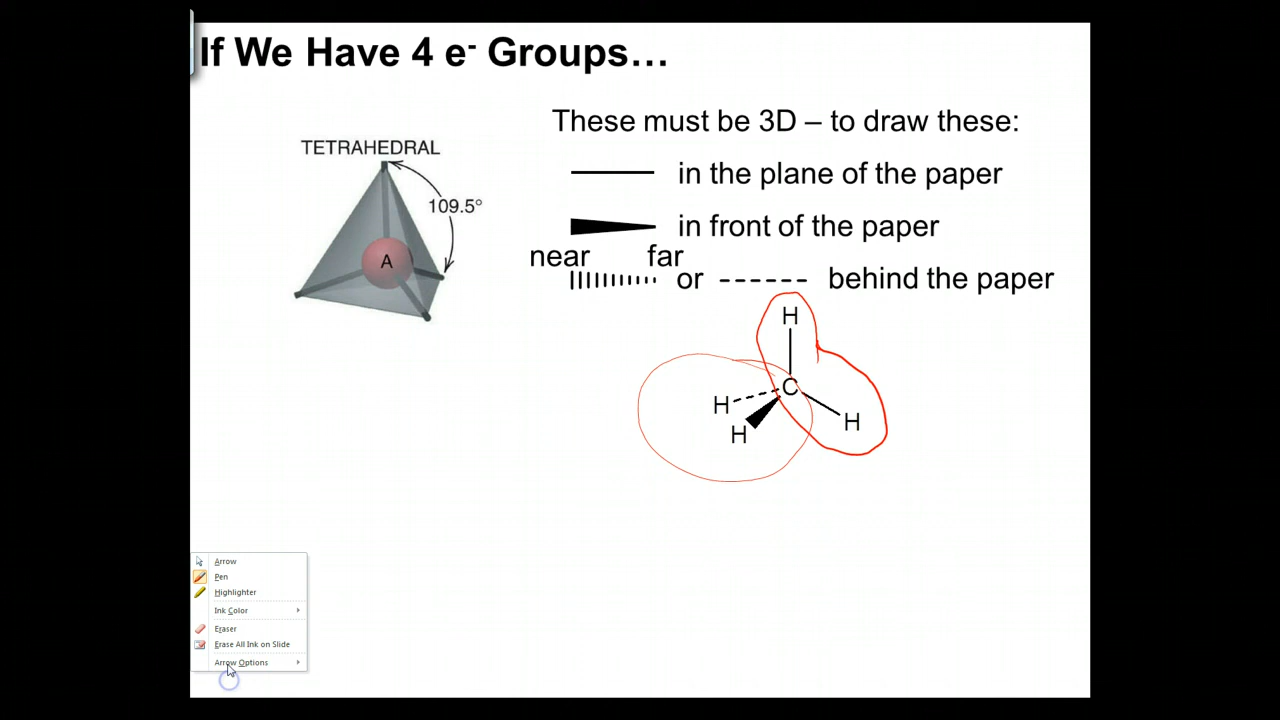 If We Have 4 e- Groups…
TETRAHEDRAL
109.5°
A
These must be 3D – to draw these:
in the plane of the paper
in front of the paper
near far
or behind the paper
H
C
H
H
H
Arrow
Pen
Highlighter
Ink Color
Eraser
Erase All Ink on Slide
Arrow Options